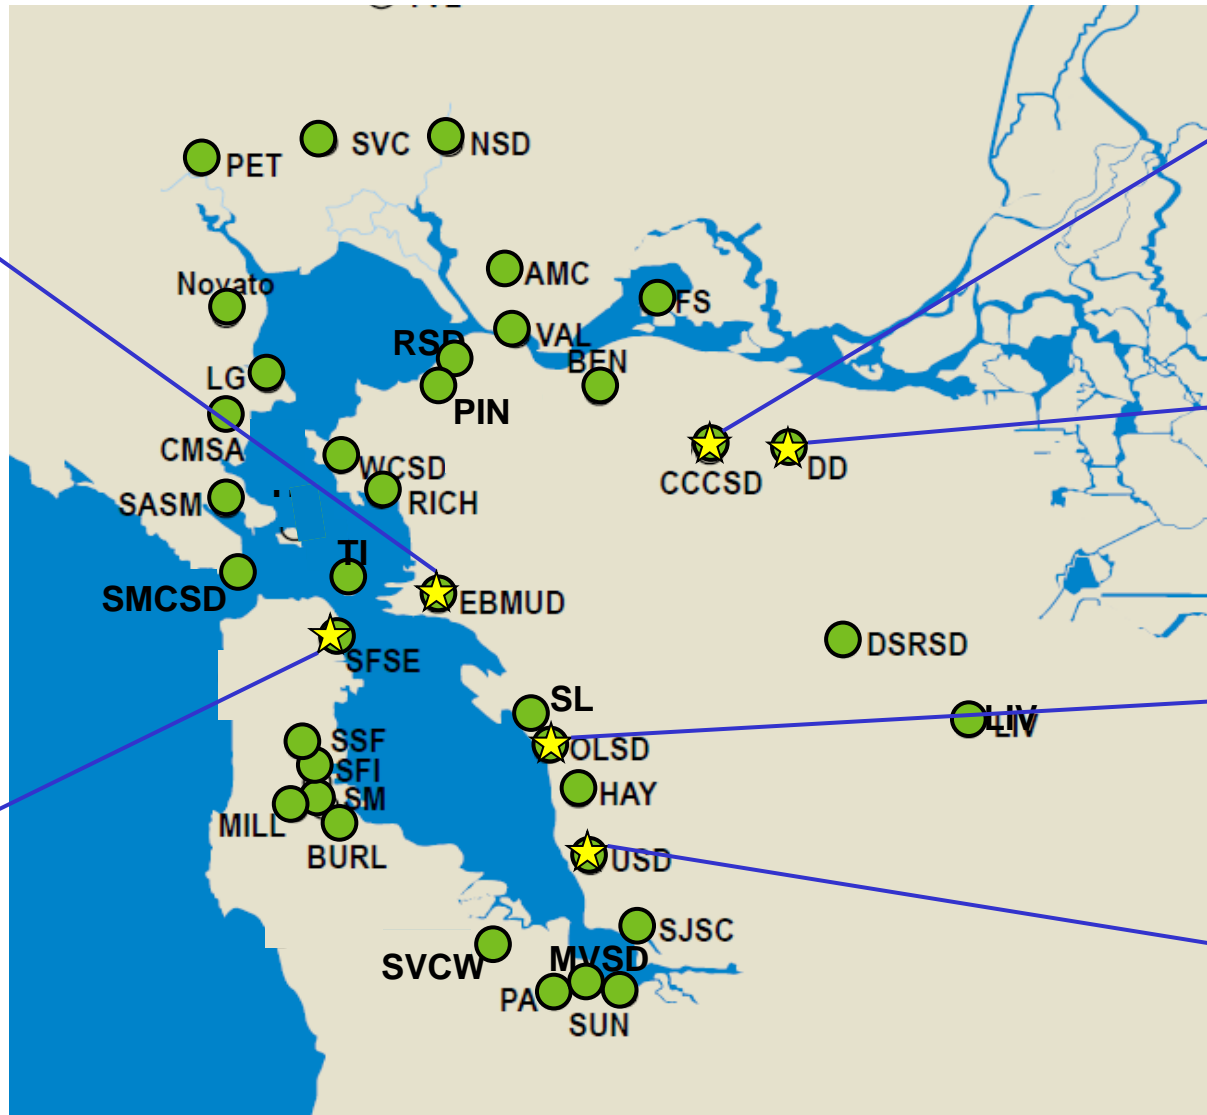 SVC
NSD
PET
AMC
Novato
FS
VAL
RSD
BEN
LG
PIN
CMSA
WCSD
CCCSD
DD
SASM
RICH
TI
SMCSD
EBMUD
DSRSD
SFSE
SL
LIV
SSF
OLSD
SFI
HAY
SM
MILL
BURL
USD
SJSC
MVSD
SVCW
PA
SUN